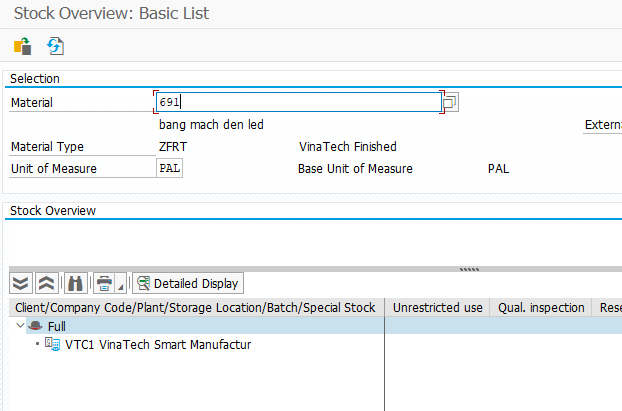 Stock Overview: Basic List
Selection
Material 691
bang mach den led Externa
Material Type ZFRT VinaTech Finished
Unit of Measure PAL Base Unit of Measure PAL
Stock Overview
Detailed Display
Client/Company Code/Plant/Storage Location/Batch/Special Stock Unrestricted use Qual. inspection Rese
Full
VTC1 VinaTech Smart Manufactur